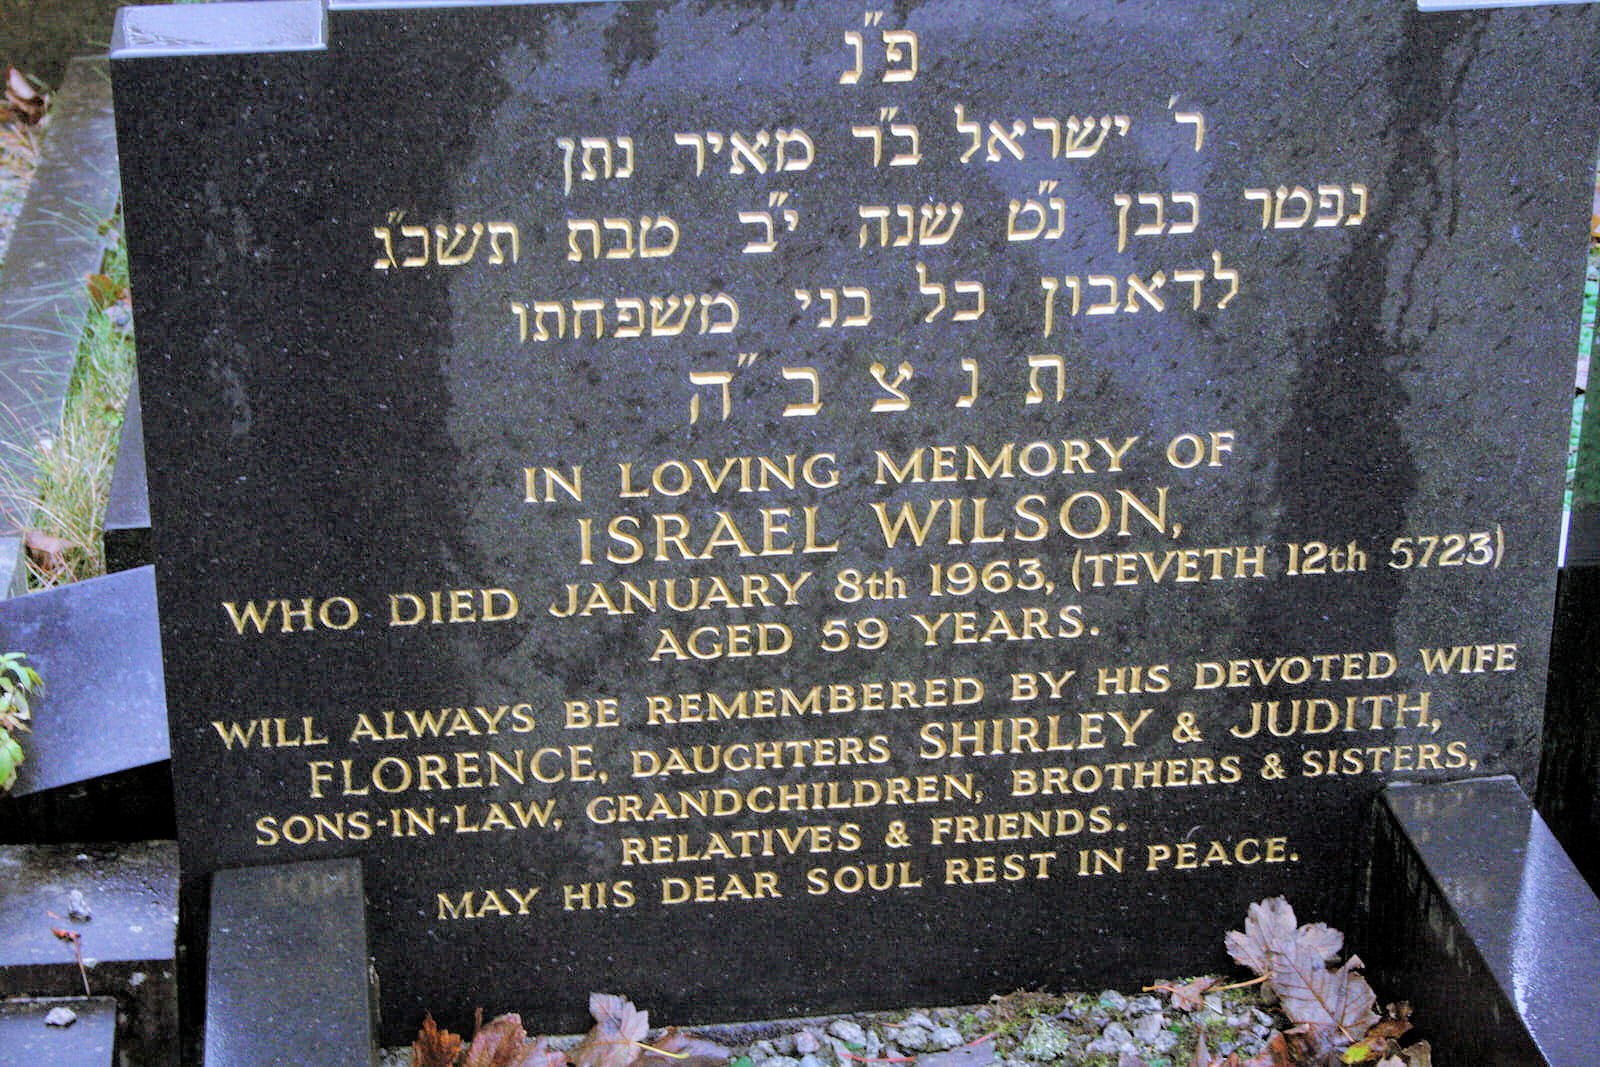 פ"נ
ר' ישראל ב"ר מאיר נתן
נפטר כבן נ"ט שנה י"ב טבת תשכ"ג
לדאבון כל בני משפחתו
ת נ צ ב"ה
IN LOVING MEMORY OF
ISRAEL WILSON,
WHO DIED JANUARY 8th 1963, (TEVETH 12th 5723)
AGED 59 YEARS.
WILL ALWAYS BE REMEMBERED BY HIS DEVOTED WIFE
FLORENCE, DAUGHTERS SHIRLEY & JUDITH,
SONS-IN-LAW, GRANDCHILDREN, BROTHERS & SISTERS,
RELATIVES & FRIENDS.
MAY HIS DEAR SOUL REST IN PEACE.